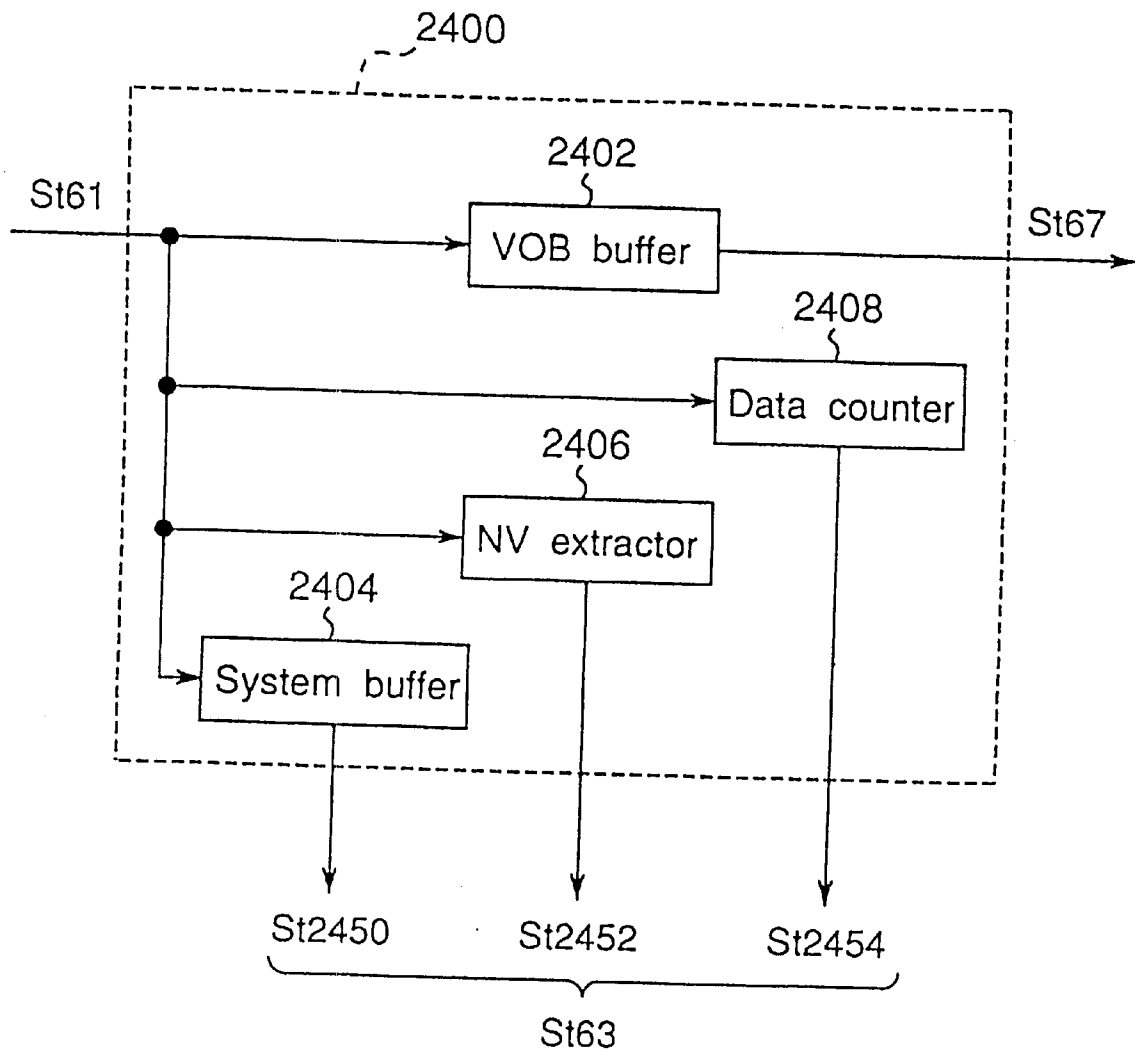 2400
2402
St61
VOB buffer
St67
2408
Data counter
2406
NV extractor
2404
System buffer
St2450
St2452
St2454
St63